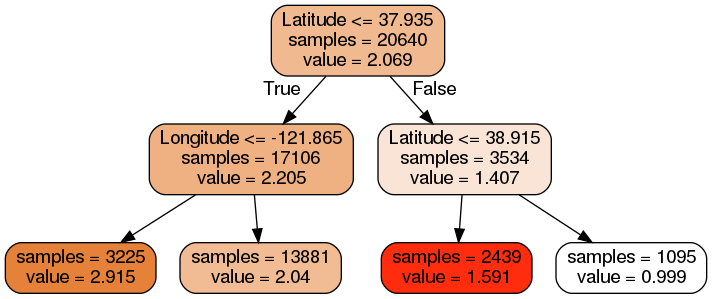 Latitude <= 37.935
samples = 20640
value = 2.069
True
False
Longitude <= -121.865
samples = 17106
value = 2.205
Latitude <= 38.915
samples = 3534
value = 1.407
samples = 3225
value = 2.915
samples = 13881
value = 2.04
samples = 2439
value = 1.591
samples = 1095
value = 0.999